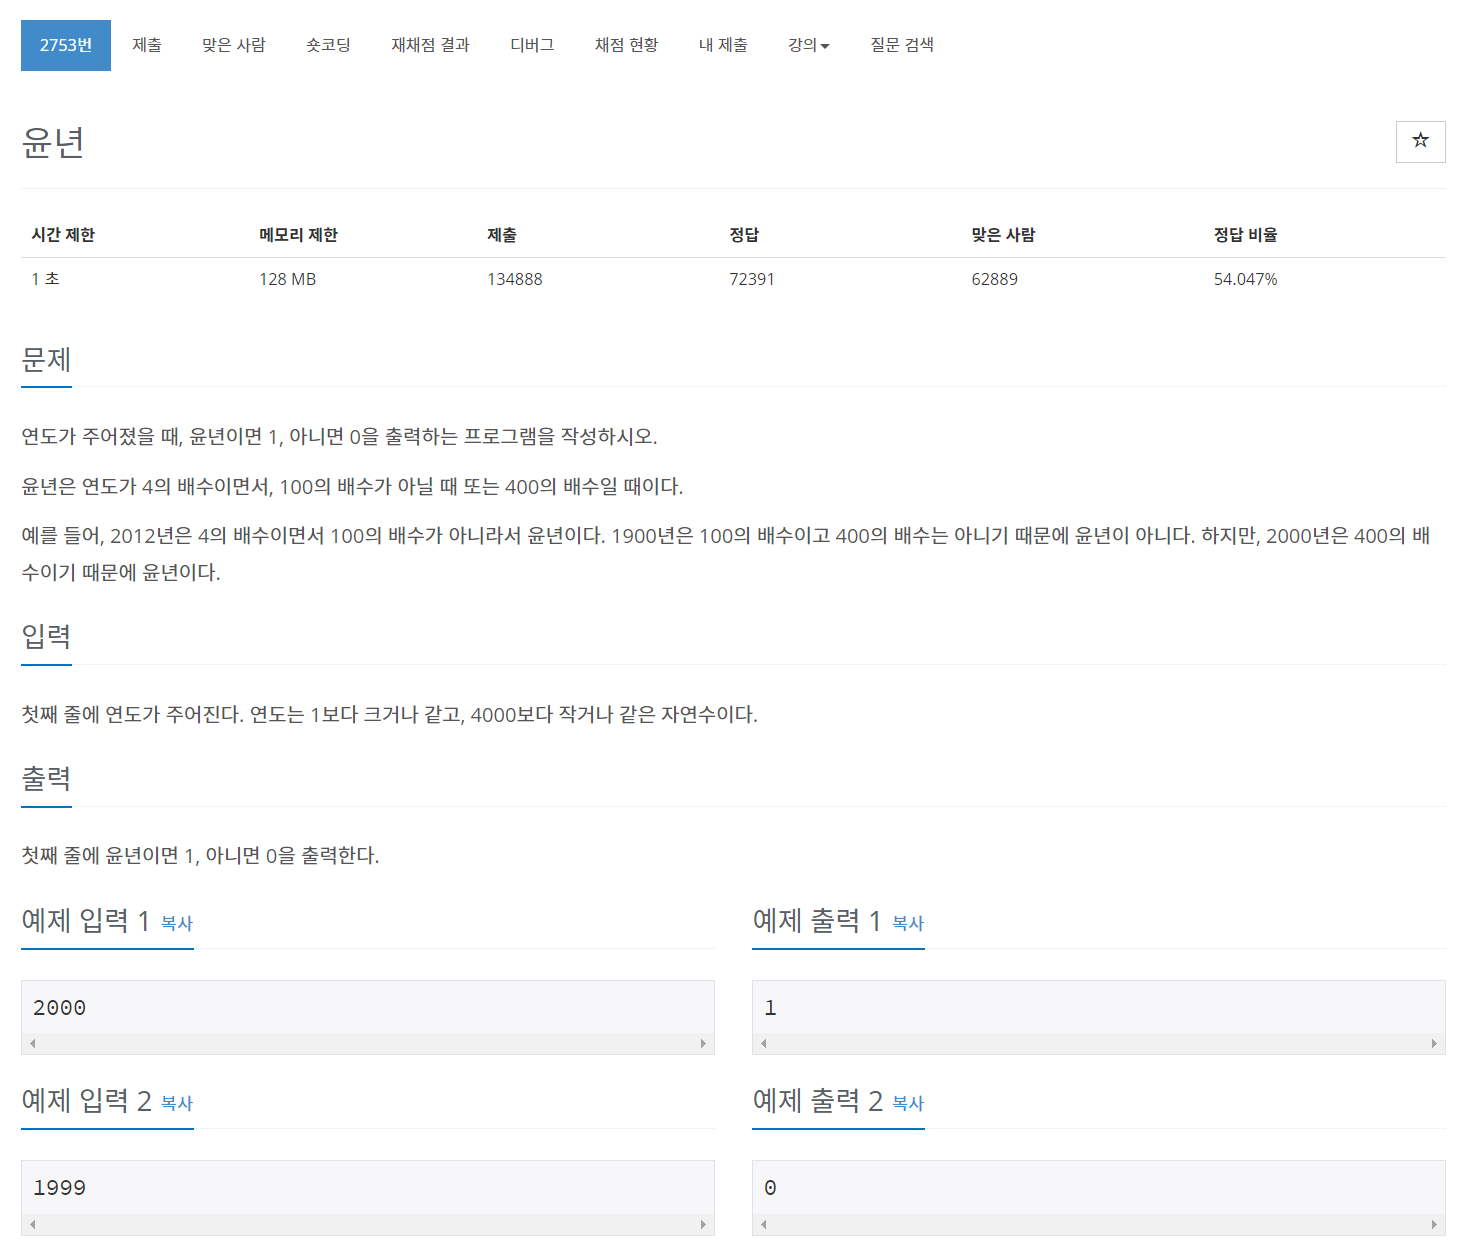 2753번 제출 맞은 사람 숏코딩 재채점 결과 디버그 채점 현황 내 제출 강의 질문 검색
윤년
시간 제한 메모리 제한 제출 정답 맞은 사람 정답 비율
1 초 128 MB 134888 72391 62889 54.047%
문제
연도가 주어졌을 때, 윤년이면 1, 아니면 0을 출력하는 프로그램을 작성하시오.
윤년은 연도가 4의 배수이면서, 100의 배수가 아닐 때 또는 400의 배수일 때이다.
예를 들어, 2012년은 4의 배수이면서 100의 배수가 아니라서 윤년이다. 1900년은 100의 배수이고 400의 배수는 아니기 때문에 윤년이 아니다. 하지만, 2000년은 400의 배
수이기 때문에 윤년이다.
입력
첫째 줄에 연도가 주어진다. 연도는 1보다 크거나 같고, 4000보다 작거나 같은 자연수이다.
출력
첫째 줄에 윤년이면 1, 아니면 0을 출력한다.
예제 입력 1 복사
2000
예제 출력 1 복사
1
예제 입력 2 복사
1999
예제 출력 2 복사
0